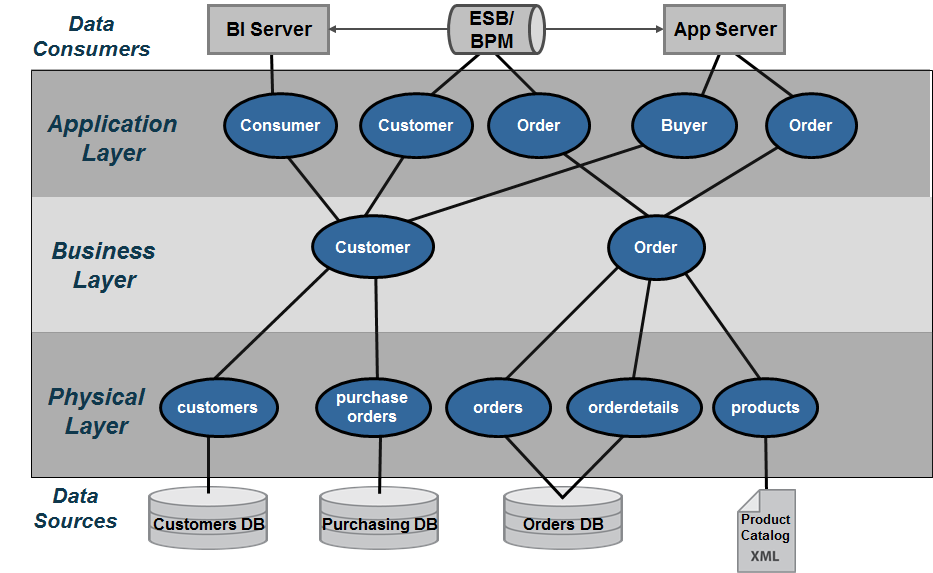 Data
Consumers
BI Server
ESB/
BPM
App Server
Application
Layer
Consumer
Customer
Order
Buyer
Order
Business
Layer
Customer
Order
Physical
Layer
customers
purchase
orders
orders
orderdetails
products
Data
Sources
Customers DB
Purchasing DB
Orders DB
Product
Catalog
XML